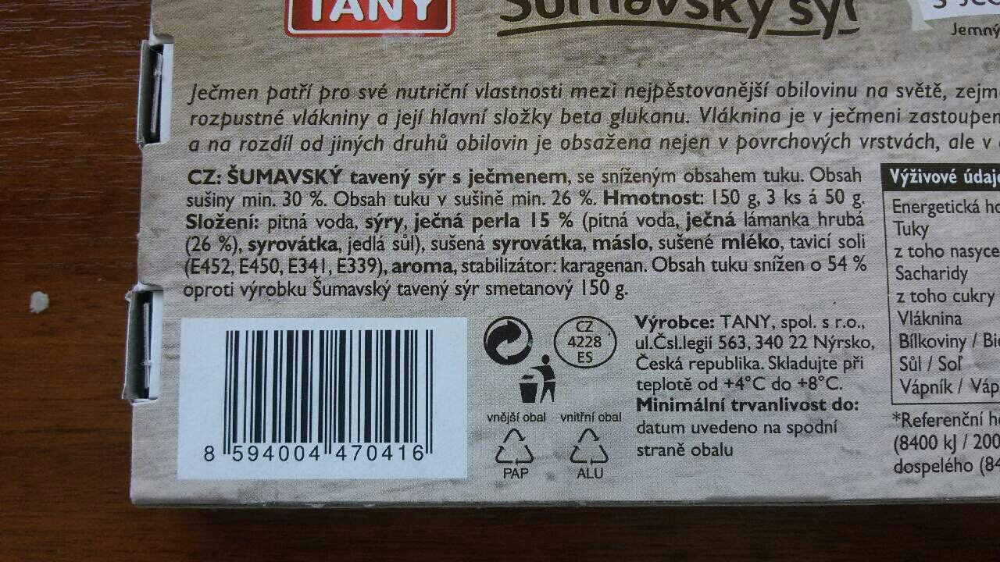 TANY
Šumavský sýr
Jemný
Ječmen patří pro své nutriční vlastnosti mezi nejpěstovanější obilovinu na světě, zejm
rozpustné vlákniny a její hlavní složky beta glukanu. Vláknina je v ječmeni zastoupen
a na rozdíl od jiných druhů obilovin je obsažena nejen v povrchových vrstvách, ale v
CZ: ŠUMAVSKÝ tavený sýr s ječmenem, se sníženým obsahem tuku. Obsah
sušiny min. 30 %. Obsah tuku v sušině min. 26 %. Hmotnost: 150 g, 3 ks á 50 g.
Složení: pitná voda, sýry, ječná perla 15 % (pitná voda, ječná lámanka hrubá
(26 %), syrovátka, jedlá sůl), sušená syrovátka, máslo, sušené mléko, tavicí soli
(E452, E450, E341, E339), aroma, stabilizátor: karagenan. Obsah tuku snížen o 54 %
oproti výrobku Šumavský tavený sýr smetanový 150 g.
8 594004 470416
CZ
4228
ES
vnější obal vnitřní obal
PAP ALU
Výrobce: TANY, spol. s r.o.,
ul.Čsl.legií 563, 340 22 Nýrsko,
Česká republika. Skladujte při
teplotě od +4°C do +8°C.
Minimální trvanlivost do:
datum uvedeno na spodní
straně obalu
Výživové údaje
Energetická ho
Tuky
z toho nasyce
Sacharidy
z toho cukry
Vláknina
Bílkoviny / Bie
Sůl / Soľ
Vápník / Váp
*Referenční h
(8400 kJ / 200
dospelého (84